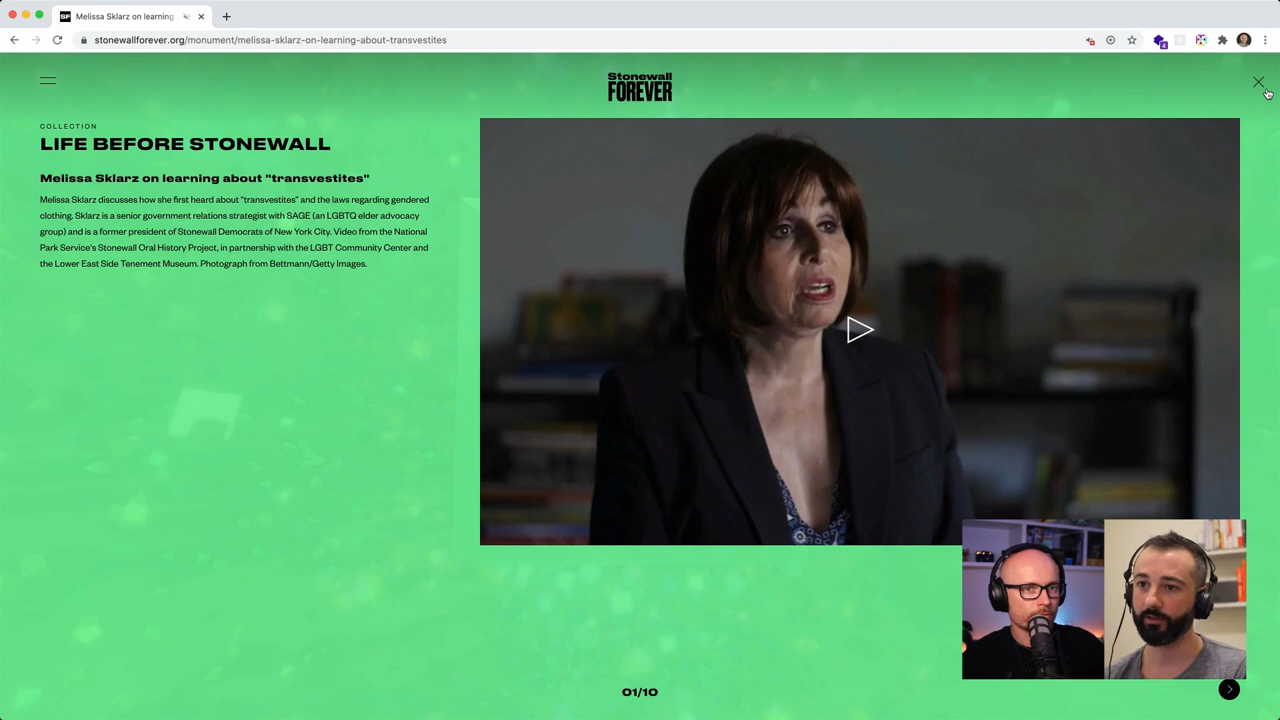 SF Melissa Sklarz on learning
stonewallforever.org/monument/melissa-sklarz-on-learning-about-transvestites
4
Stonewall
FOREVER
COLLECTION
LIFE BEFORE STONEWALL
Melissa Sklarz on learning about "transvestites"
Melissa Sklarz discusses how she first heard about "transvestites" and the laws regarding gendered
clothing. Sklarz is a senior government relations strategist with SAGE (an LGBTQ elder advocacy
group) and is a former president of Stonewall Democrats of New York City. Video from the National
Park Service's Stonewall Oral History Project, in partnership with the LGBT Community Center and
the Lower East Side Tenement Museum. Photograph from Bettmann/Getty Images.
01/10